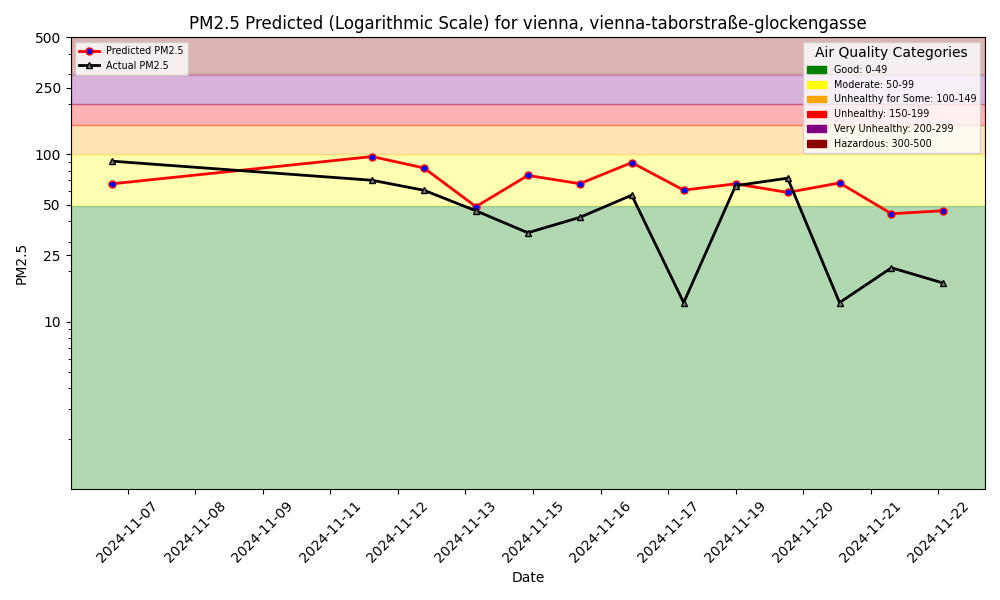 PM2.5 Predicted (Logarithmic Scale) for vienna, vienna-taborstraße-glockengasse
Predicted PM2.5
Actual PM2.5
Air Quality Categories
Good: 0-49
Moderate: 50-99
Unhealthy for Some: 100-149
Unhealthy: 150-199
Very Unhealthy: 200-299
Hazardous: 300-500
500
250
100
50
25
10
PM2.5
2024-11-07
2024-11-08
2024-11-09
2024-11-11
2024-11-12
2024-11-13
2024-11-15
2024-11-16
2024-11-17
2024-11-19
2024-11-20
2024-11-21
2024-11-22
Date